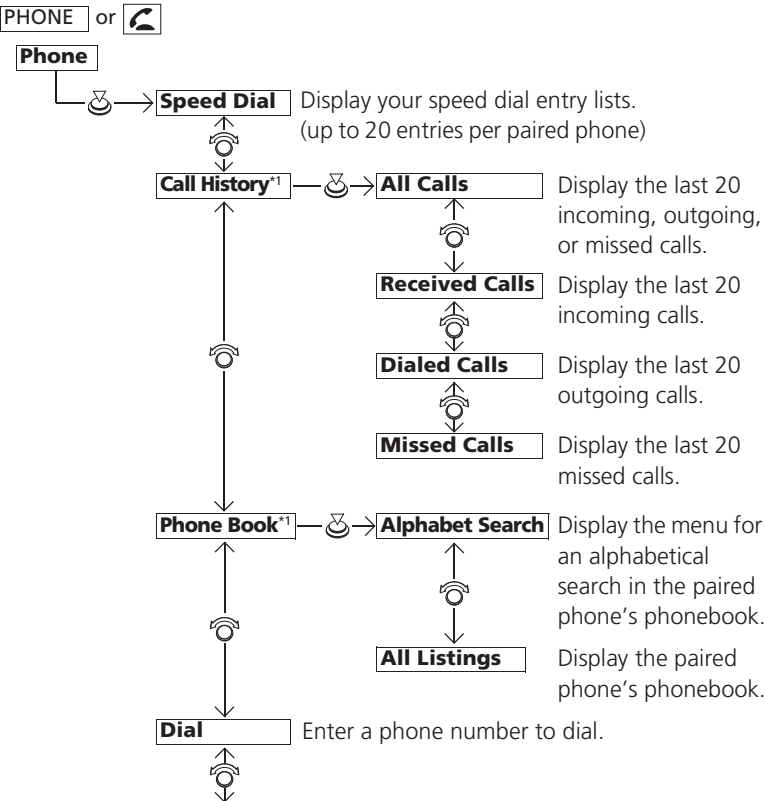 PHONE or
Phone
Speed Dial Display your speed dial entry lists.
(up to 20 entries per paired phone)
Call History*1 All Calls Display the last 20
incoming, outgoing,
or missed calls.
Received Calls Display the last 20
incoming calls.
Dialed Calls Display the last 20
outgoing calls.
Missed Calls Display the last 20
missed calls.
Phone Book*1 Alphabet Search Display the menu for
an alphabetical
search in the paired
phone's phonebook.
All Listings Display the paired
phone's phonebook.
Dial Enter a phone number to dial.